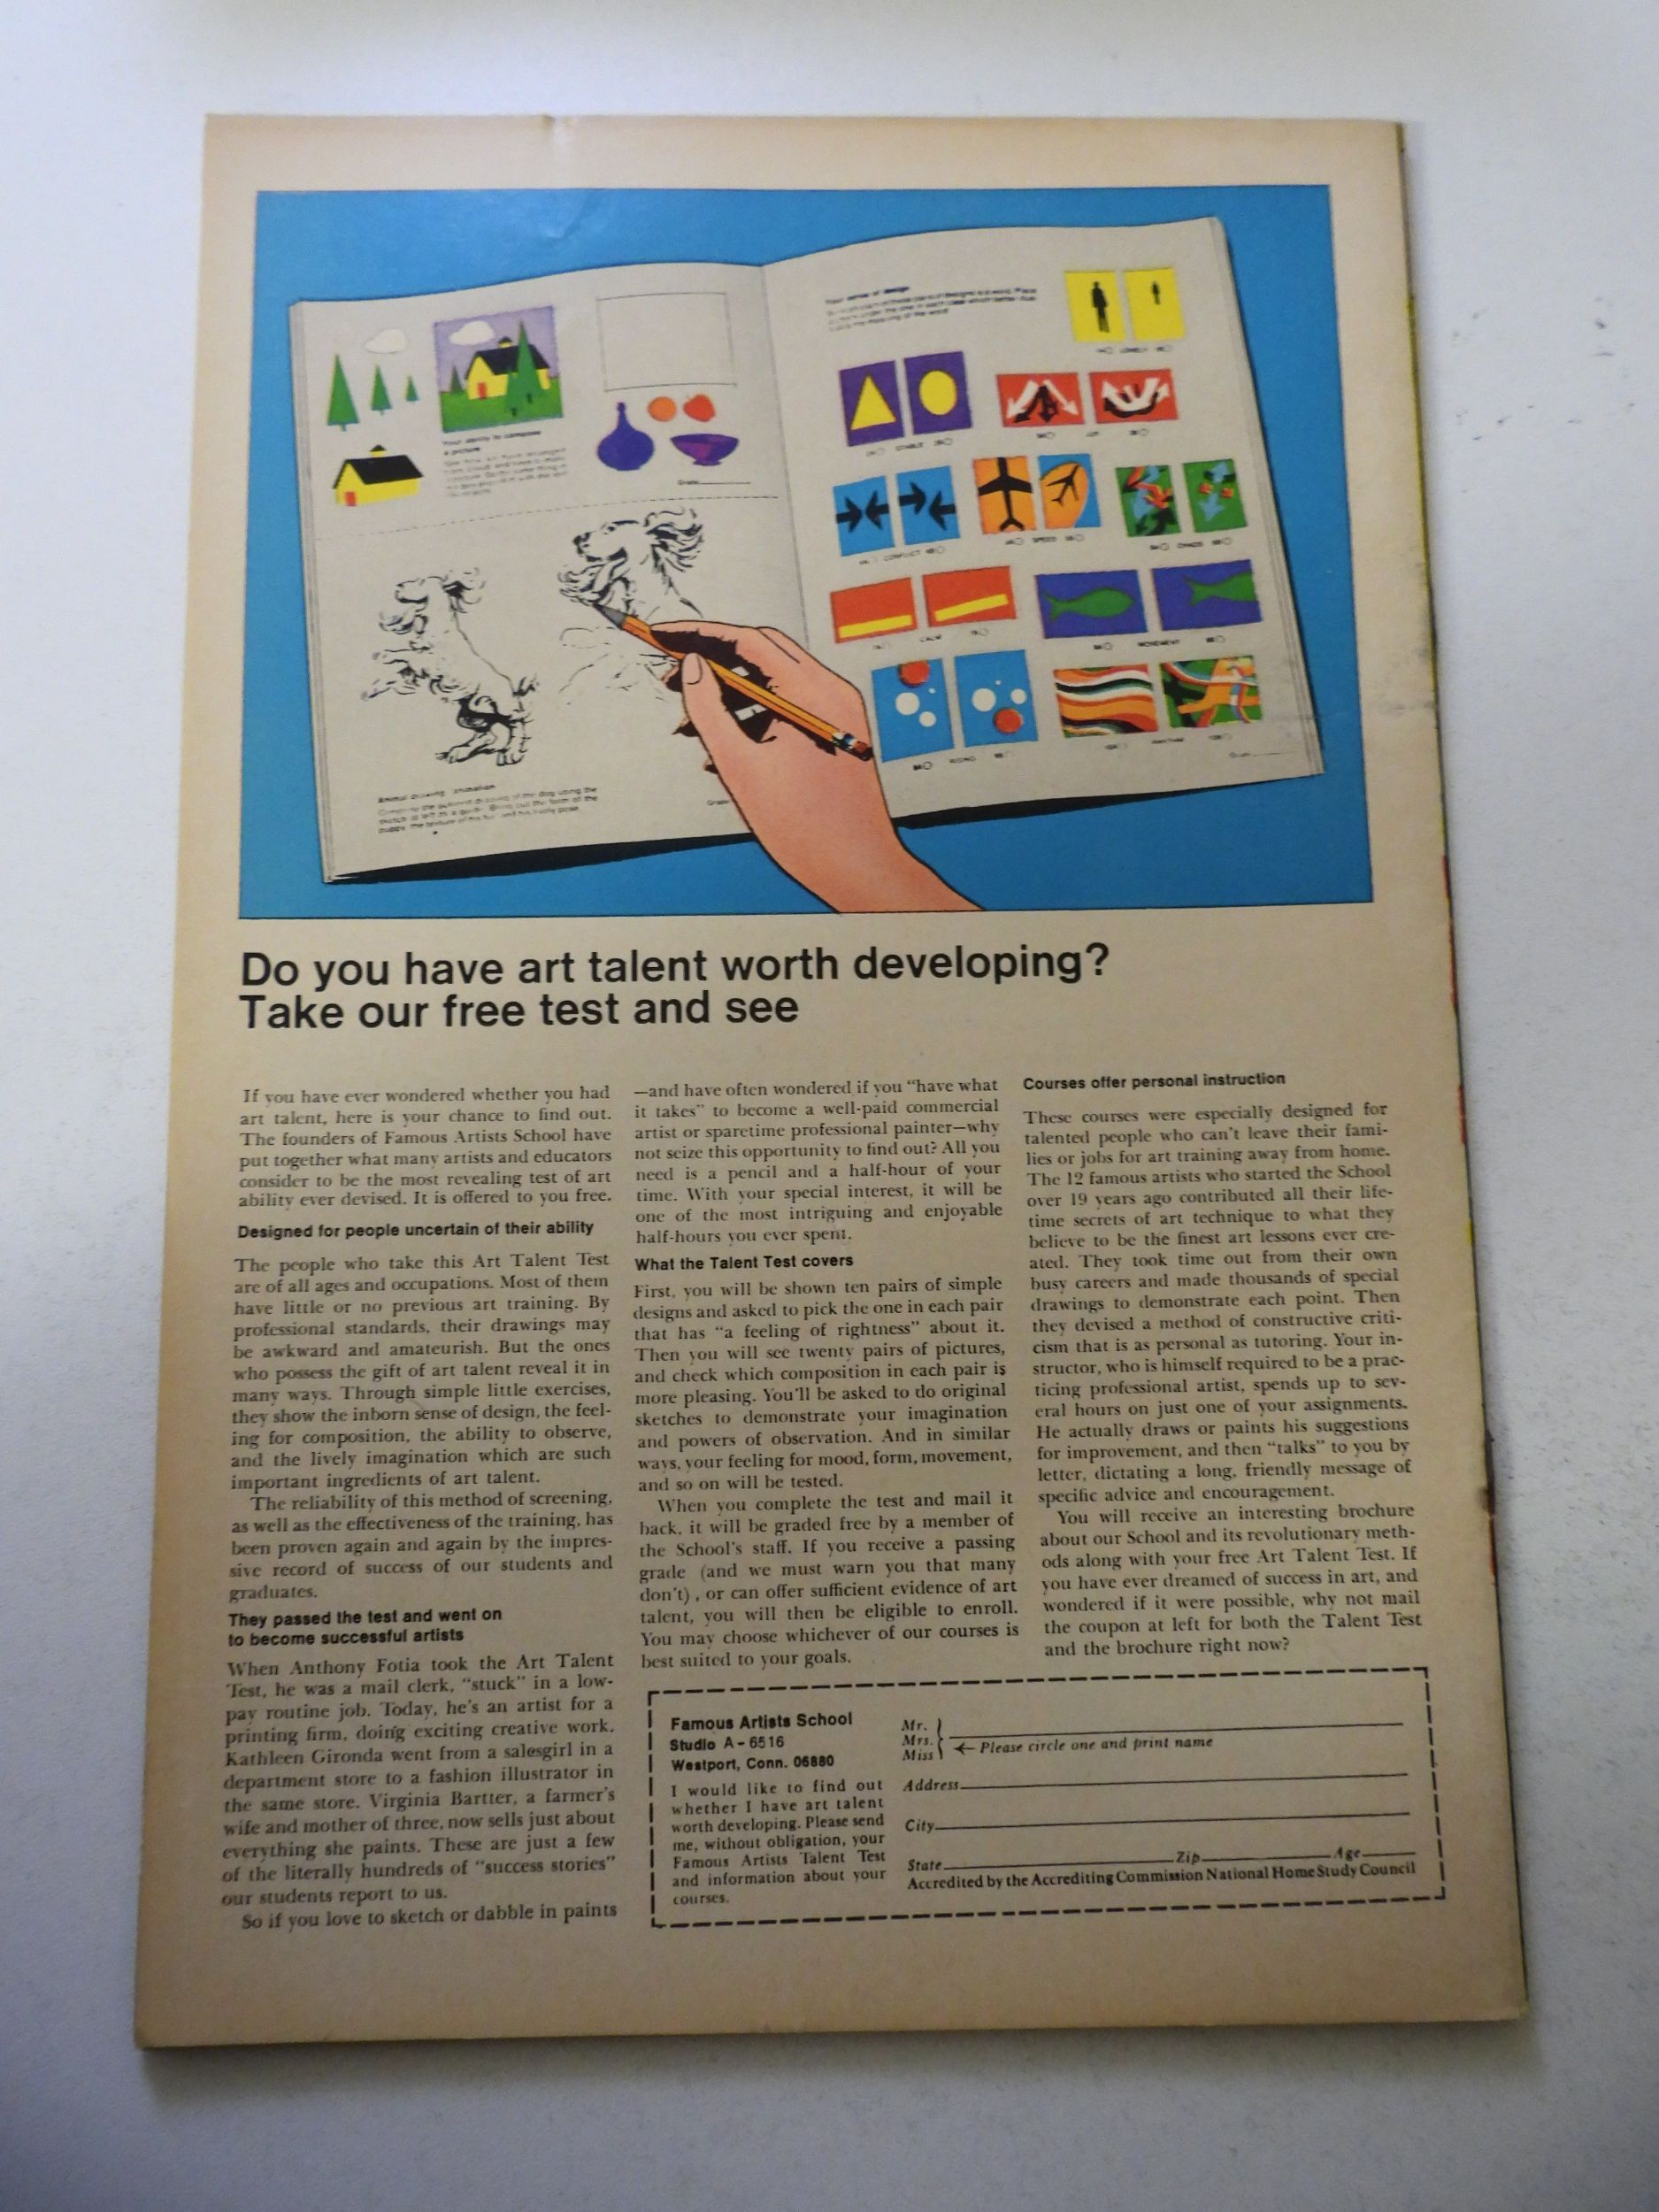 Your ability to compose
a picture
Your sense of design
LONELY
STABLE
UP
CONFLICT
SPEED
CHAOS
CALM
MOVEMENT
RISING
RHYTHM
Animal drawing animation
Do you have art talent worth developing?
Take our free test and see
If you have ever wondered whether you had
art talent, here is your chance to find out.
The founders of Famous Artists School have
put together what many artists and educators
consider to be the most revealing test of art
ability ever devised. It is offered to you free.
Designed for people uncertain of their ability
The people who take this Art Talent Test
are of all ages and occupations. Most of them
have little or no previous art training. By
professional standards, their drawings may
be awkward and amateurish. But the ones
who possess the gift of art talent reveal it in
many ways. Through simple little exercises,
they show the inborn sense of design, the feel-
ing for composition, the ability to observe,
and the lively imagination which are such
important ingredients of art talent.
The reliability of this method of screening,
as well as the effectiveness of the training, has
been proven again and again by the impres-
sive record of success of our students and
graduates.
They passed the test and went on
to become successful artists
When Anthony Fotia took the Art Talent
Test, he was a mail clerk, "stuck" in a low-
pay routine job. Today, he's an artist for a
printing firm, doing exciting creative work.
Kathleen Gironda went from a salesgirl in a
department store to a fashion illustrator in
the same store. Virginia Bartter, a farmer's
wife and mother of three, now sells just about
everything she paints. These are just a few
of the literally hundreds of "success stories"
our students report to us.
So if you love to sketch or dabble in paints
—and have often wondered if you "have what
it takes" to become a well-paid commercial
artist or sparetime professional painter—why
not seize this opportunity to find out? All you
need is a pencil and a half-hour of your
time. With your special interest, it will be
one of the most intriguing and enjoyable
half-hours you ever spent.
What the Talent Test covers
First, you will be shown ten pairs of simple
designs and asked to pick the one in each pair
that has "a feeling of rightness" about it.
Then you will see twenty pairs of pictures,
and check which composition in each pair is
more pleasing. You'll be asked to do original
sketches to demonstrate your imagination
and powers of observation. And in similar
ways, your feeling for mood, form, movement,
and so on will be tested.
When you complete the test and mail it
back, it will be graded free by a member of
the School's staff. If you receive a passing
grade (and we must warn you that many
don't), or can offer sufficient evidence of art
talent, you will then be eligible to enroll.
You may choose whichever of our courses is
best suited to your goals.
Courses offer personal instruction
These courses were especially designed for
talented people who can't leave their fami-
lies or jobs for art training away from home.
The 12 famous artists who started the School
over 19 years ago contributed all their life-
time secrets of art technique to what they
believe to be the finest art lessons ever cre-
ated. They took time out from their own
busy careers and made thousands of special
drawings to demonstrate each point. Then
they devised a method of constructive criti-
cism that is as personal as tutoring. Your in-
structor, who is himself required to be a prac-
ticing professional artist, spends up to sev-
eral hours on just one of your assignments.
He actually draws or paints his suggestions
for improvement, and then "talks" to you by
letter, dictating a long, friendly message of
specific advice and encouragement.
You will receive an interesting brochure
about our School and its revolutionary meth-
ods along with your free Art Talent Test. If
you have ever dreamed of success in art, and
wondered if it were possible, why not mail
the coupon at left for both the Talent Test
and the brochure right now?
Famous Artists School
Studio A-6516
Westport, Conn. 06880
I would like to find out
whether I have art talent
worth developing. Please send
me, without obligation, your
Famous Artists Talent Test
and information about your
courses.
Mr.
Mrs.
Miss
← Please circle one and print name
Address
City
State Zip Age
Accredited by the Accrediting Commission National Home Study Council